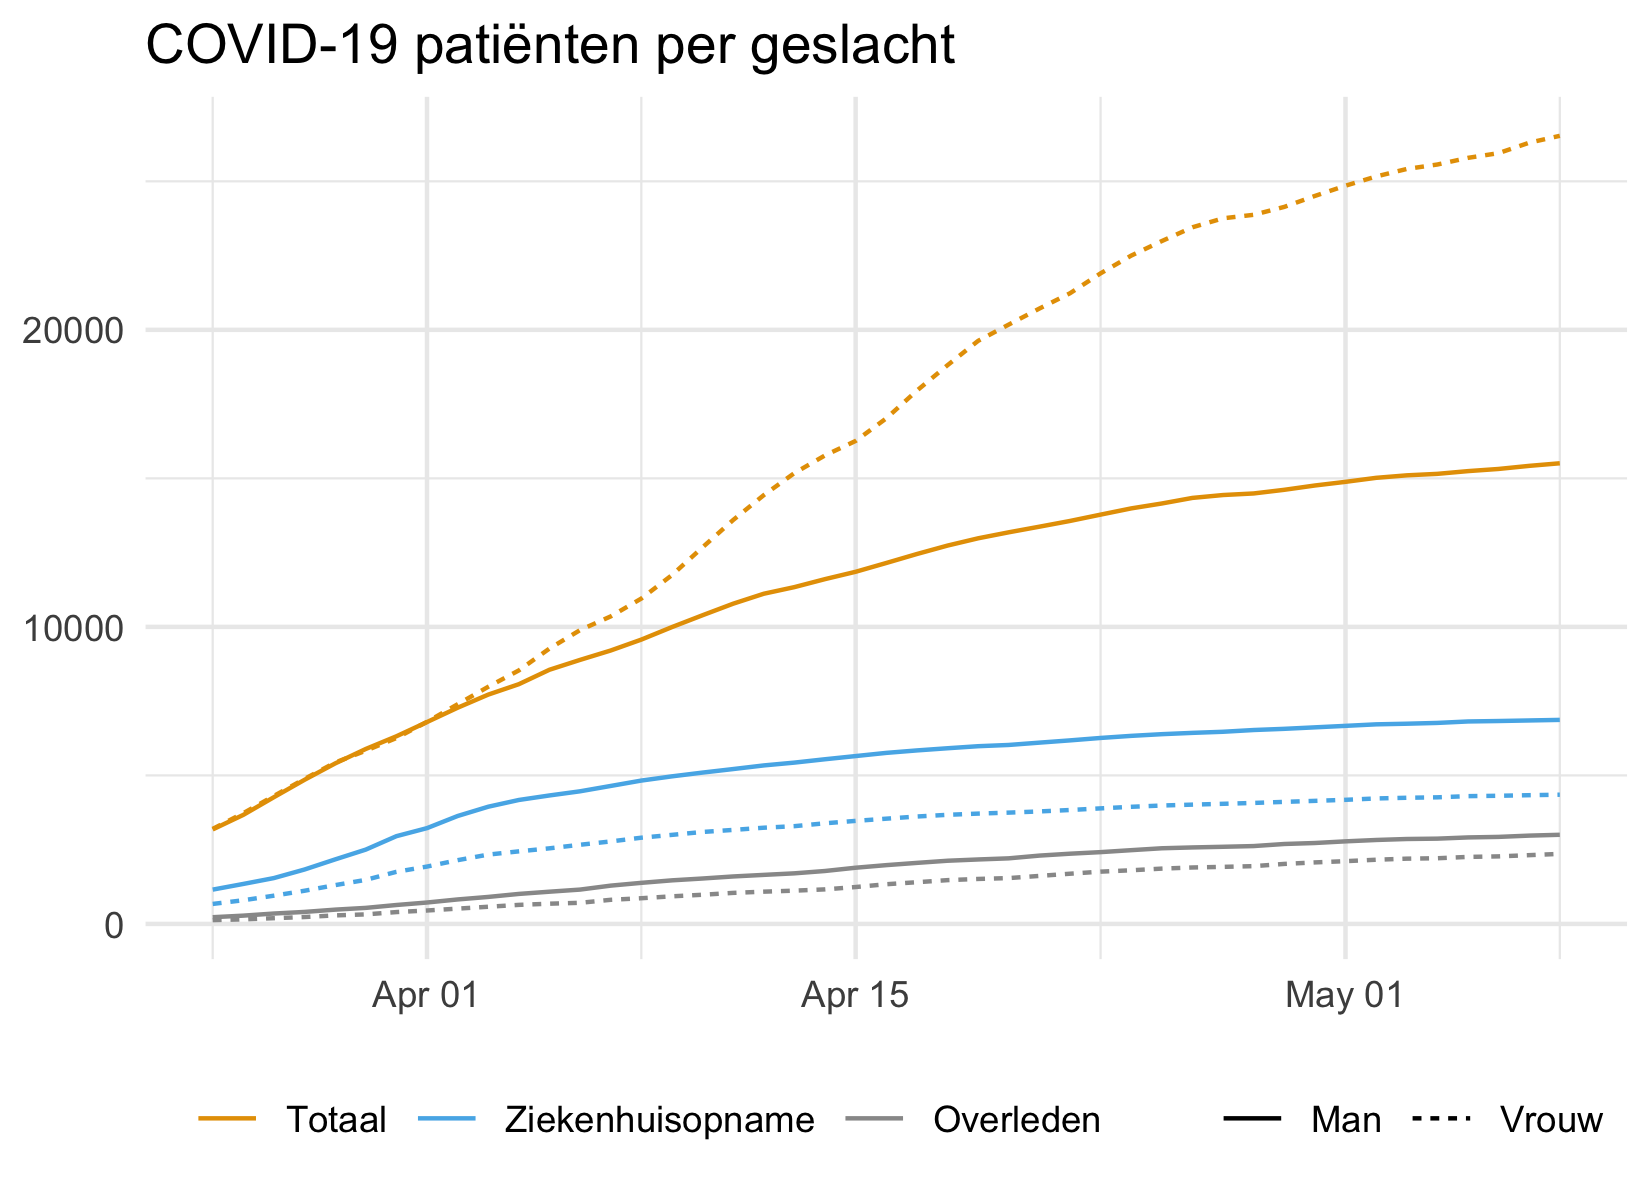 COVID-19 patiënten per geslacht
20000
10000
0
Apr 01 Apr 15 May 01
Totaal Ziekenhuisopname Overleden Man Vrouw